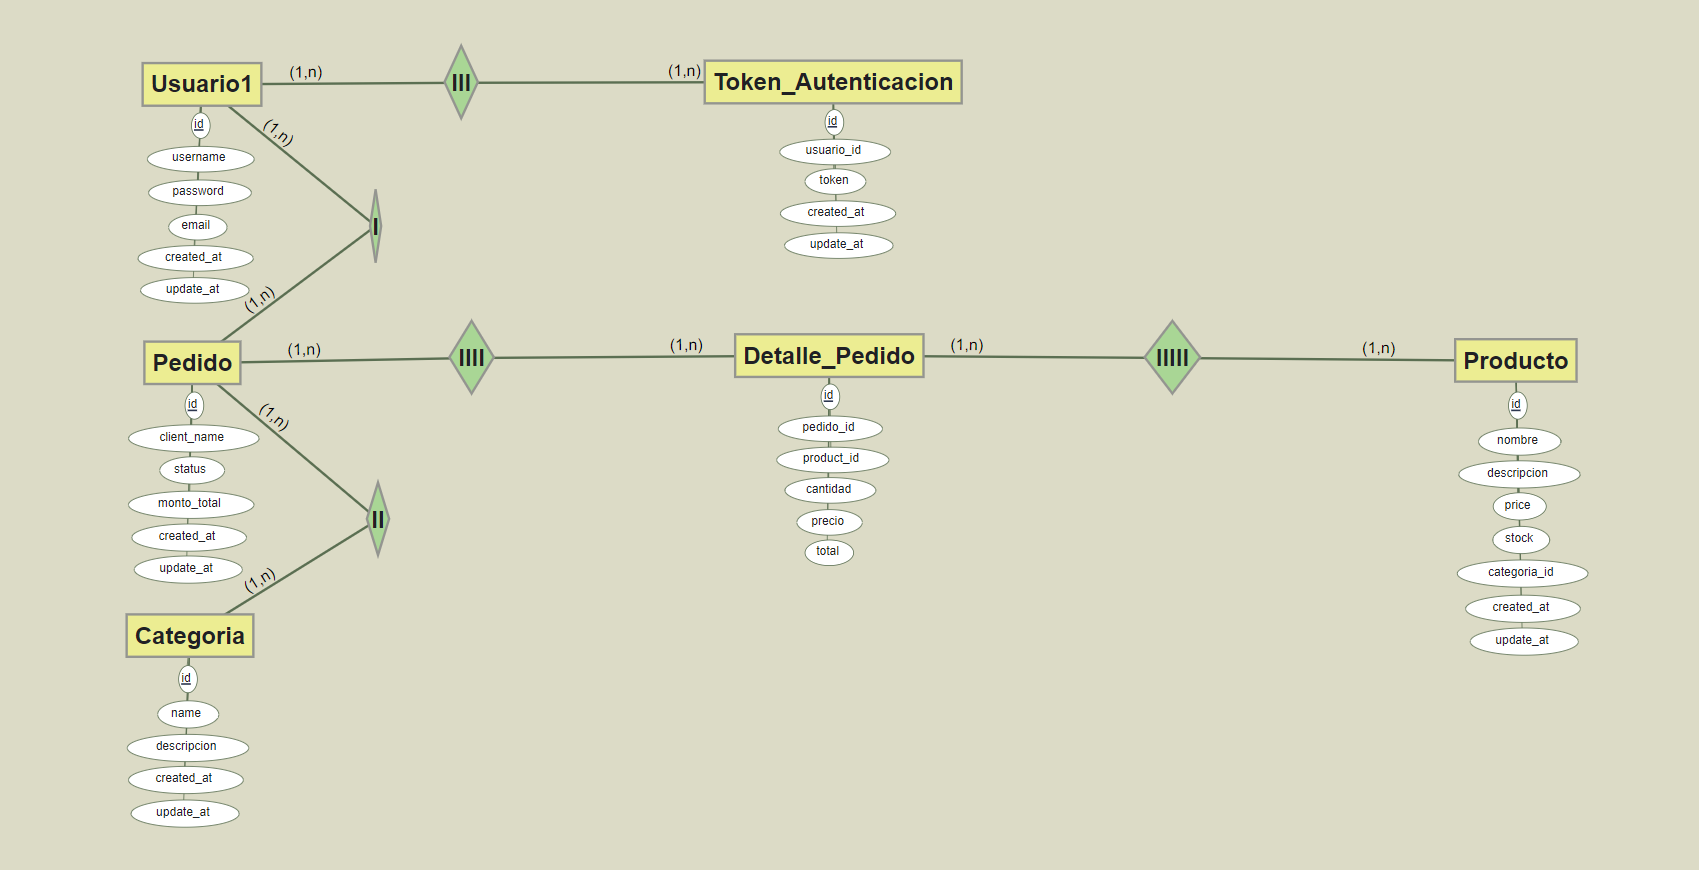 Usuario1
(1,n)
III
(1,n)
Token_Autenticacion
id
username
password
email
created_at
update_at
(1,n)
I
(1,n)
id
usuario_id
token
created_at
update_at
Pedido
(1,n)
IIII
(1,n)
Detalle_Pedido
(1,n)
IIIII
(1,n)
Producto
id
client_name
status
monto_total
created_at
update_at
(1,n)
II
(1,n)
id
pedido_id
product_id
cantidad
precio
total
id
nombre
descripcion
price
stock
categoria_id
created_at
update_at
Categoria
id
name
descripcion
created_at
update_at